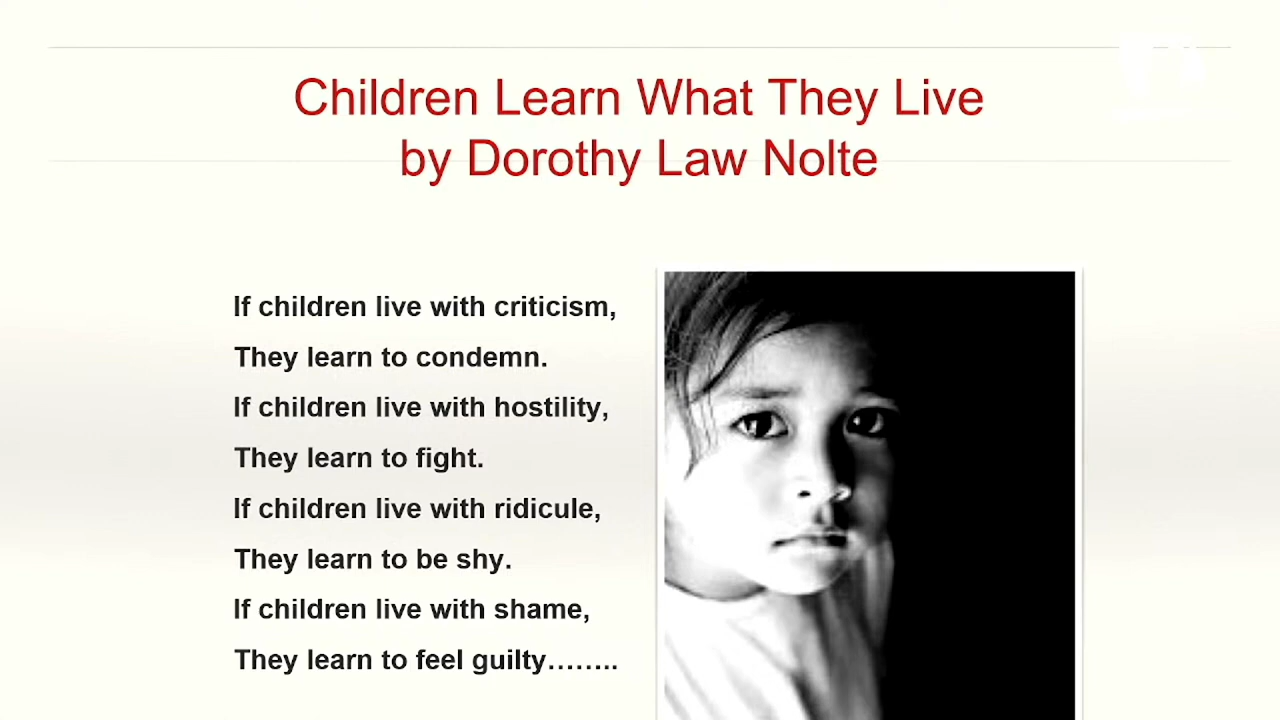 Children Learn What They Live
by Dorothy Law Nolte
If children live with criticism,
They learn to condemn.
If children live with hostility,
They learn to fight.
If children live with ridicule,
They learn to be shy.
If children live with shame,
They learn to feel guilty……..